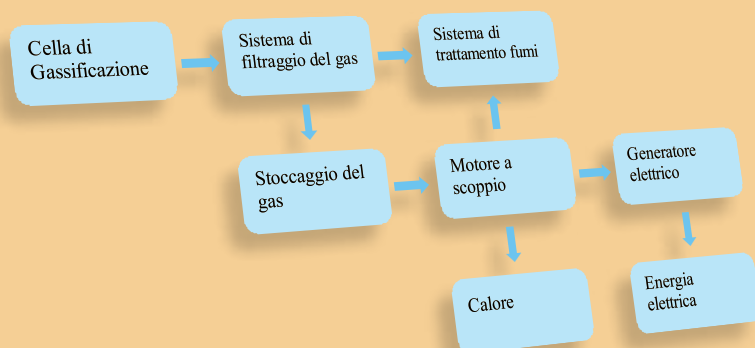 Cella di
Gassificazione
Sistema di
filtraggio del gas
Sistema di
trattamento fumi
Stoccaggio del
gas
Motore a
scoppio
Generatore
elettrico
Calore
Energia
elettrica